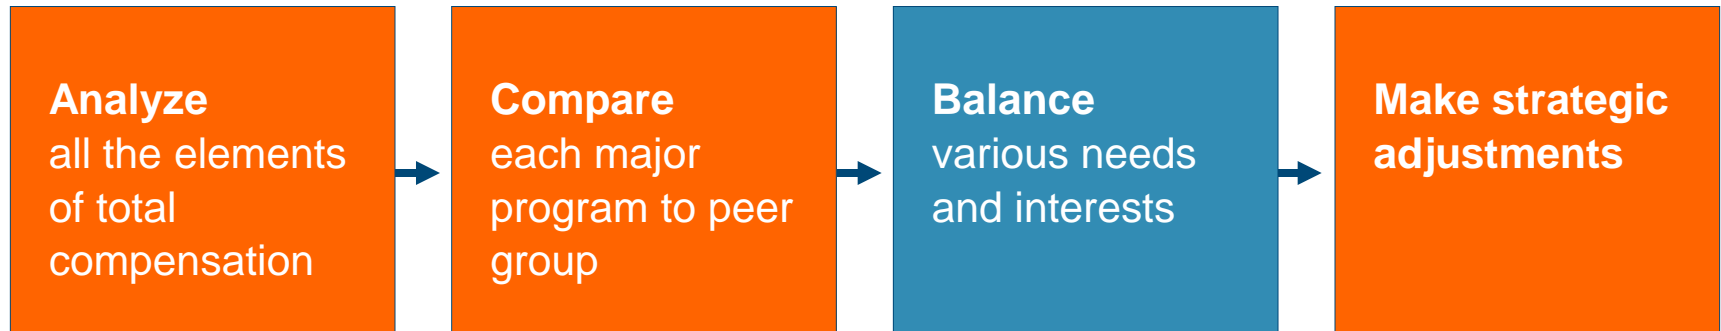 Analyze
all the elements
of total
compensation
Compare
each major
program to peer
group
Balance
various needs
and interests
Make strategic
adjustments